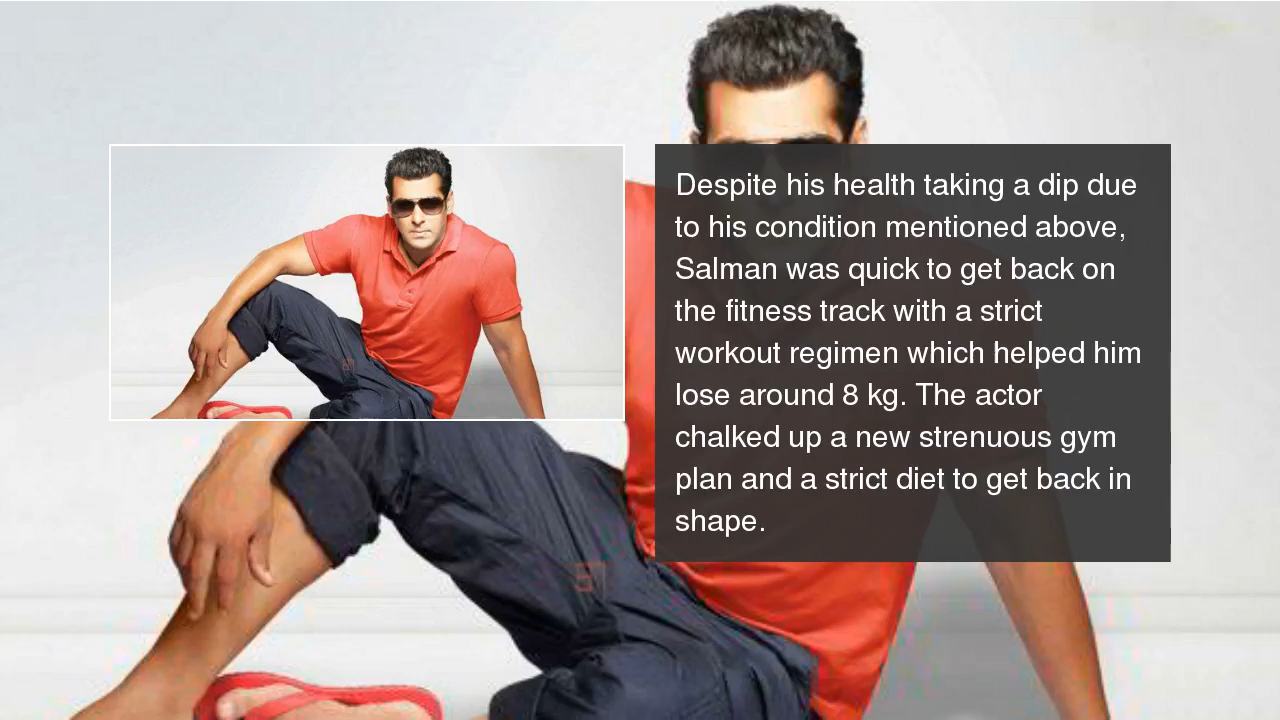 Despite his health taking a dip due
to his condition mentioned above,
Salman was quick to get back on
the fitness track with a strict
workout regimen which helped him
lose around 8 kg. The actor
chalked up a new strenuous gym
plan and a strict diet to get back in
shape.